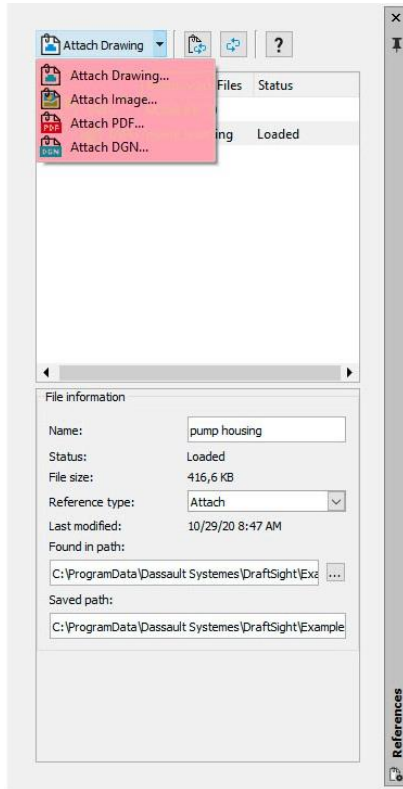 Attach Drawing
?
Attach Drawing...
Attach Image...
Attach PDF...
Attach DGN...
Files Status
ing Loaded
File information
Name: pump housing
Status: Loaded
File size: 416,6 KB
Reference type: Attach
Last modified: 10/29/20 8:47 AM
Found in path:
C:\ProgramData\Dassault Systemes\DraftSight\Exa ...
Saved path:
C:\ProgramData\Dassault Systemes\DraftSight\Example
References